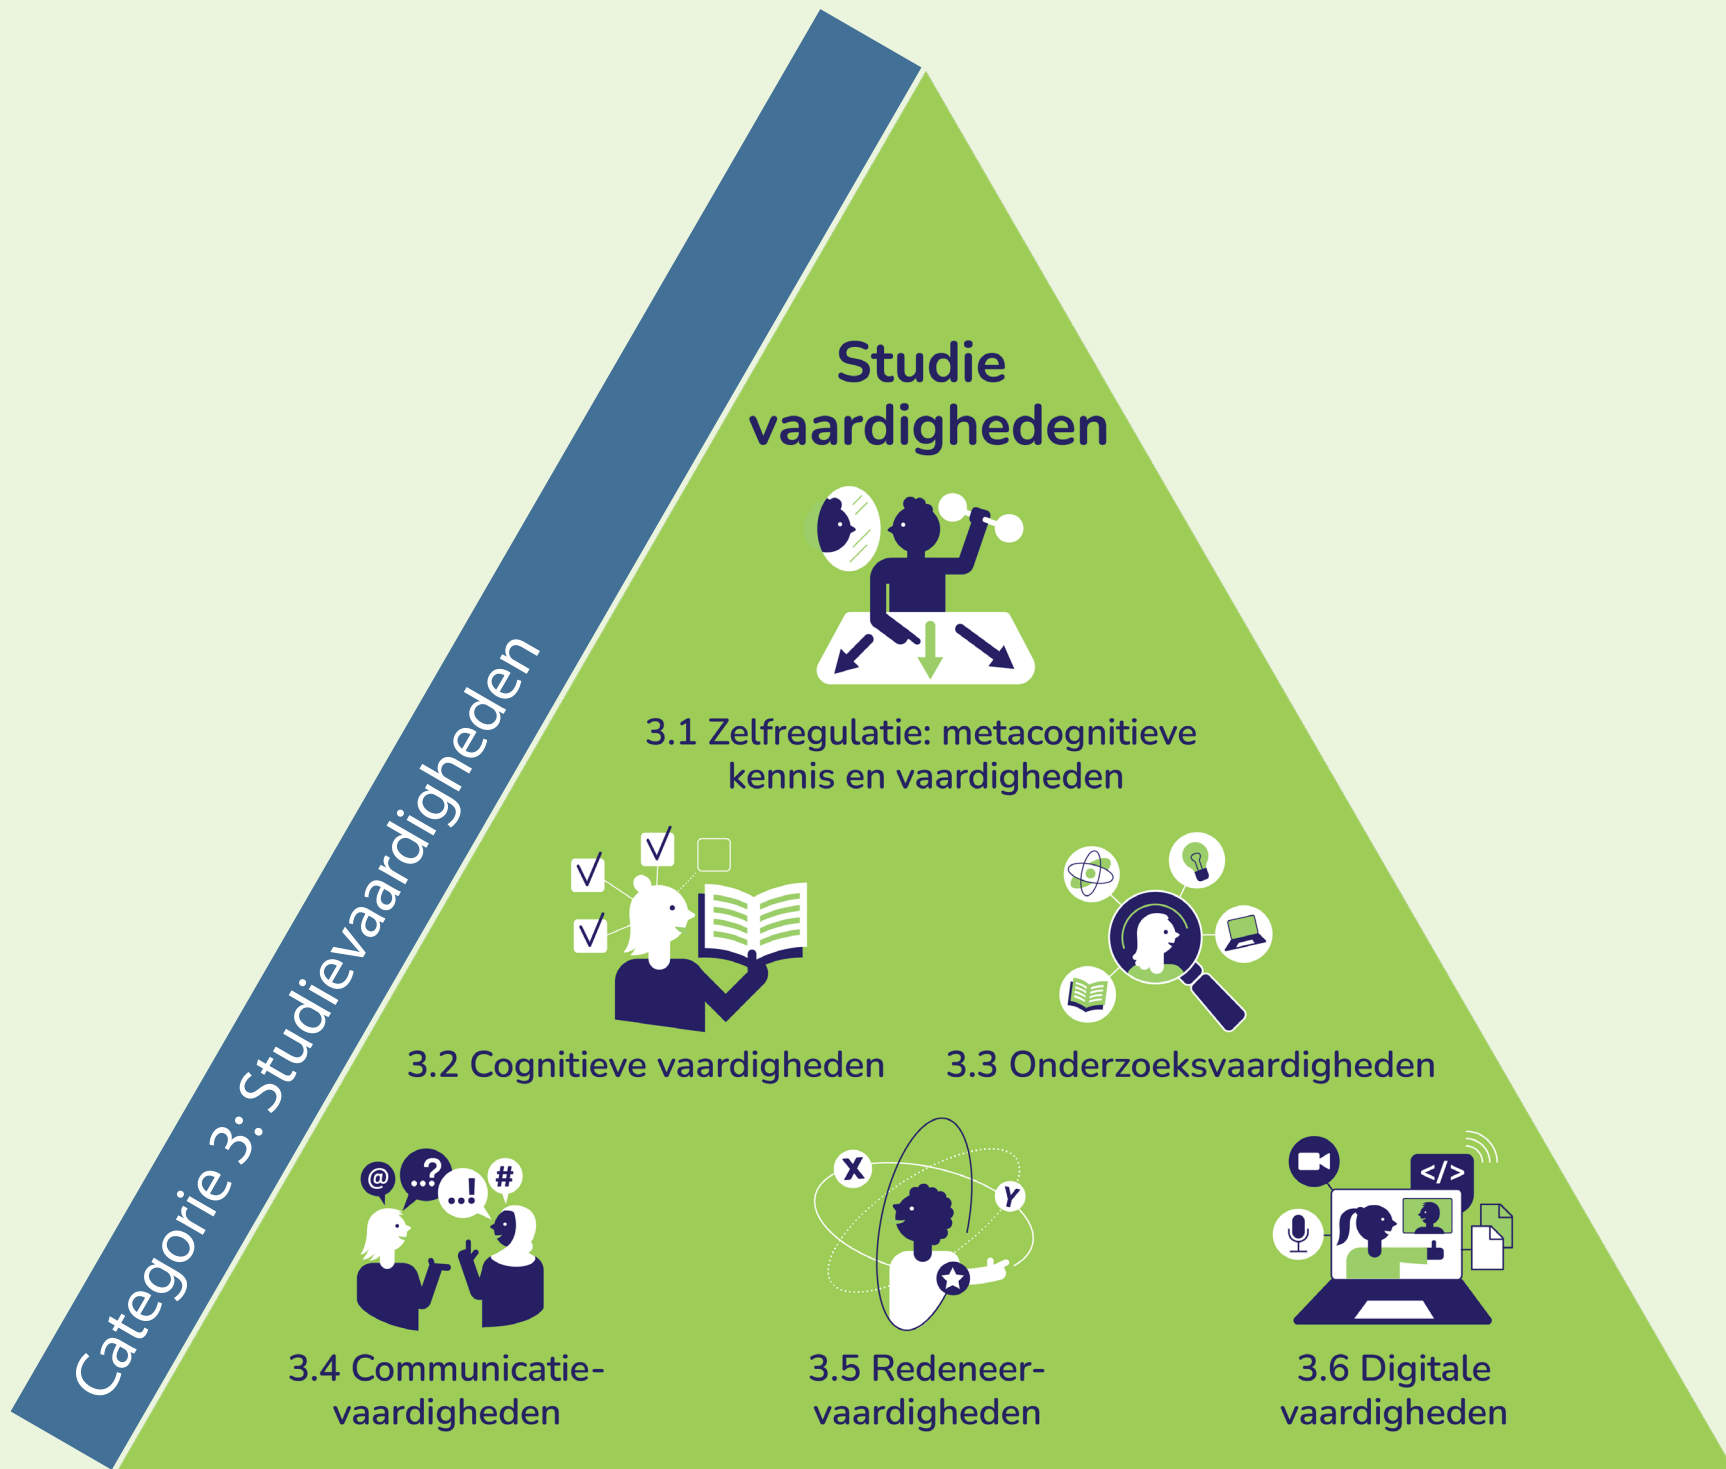 Categorie 3: Studievaardigheden
Studie
vaardigheden
3.1 Zelfregulatie: metacognitieve
kennis en vaardigheden
3.2 Cognitieve vaardigheden
3.3 Onderzoeksvaardigheden
@
...?
...!
#
3.4 Communicatie-
vaardigheden
X
Y
3.5 Redeneer-
vaardigheden
</>
3.6 Digitale
vaardigheden